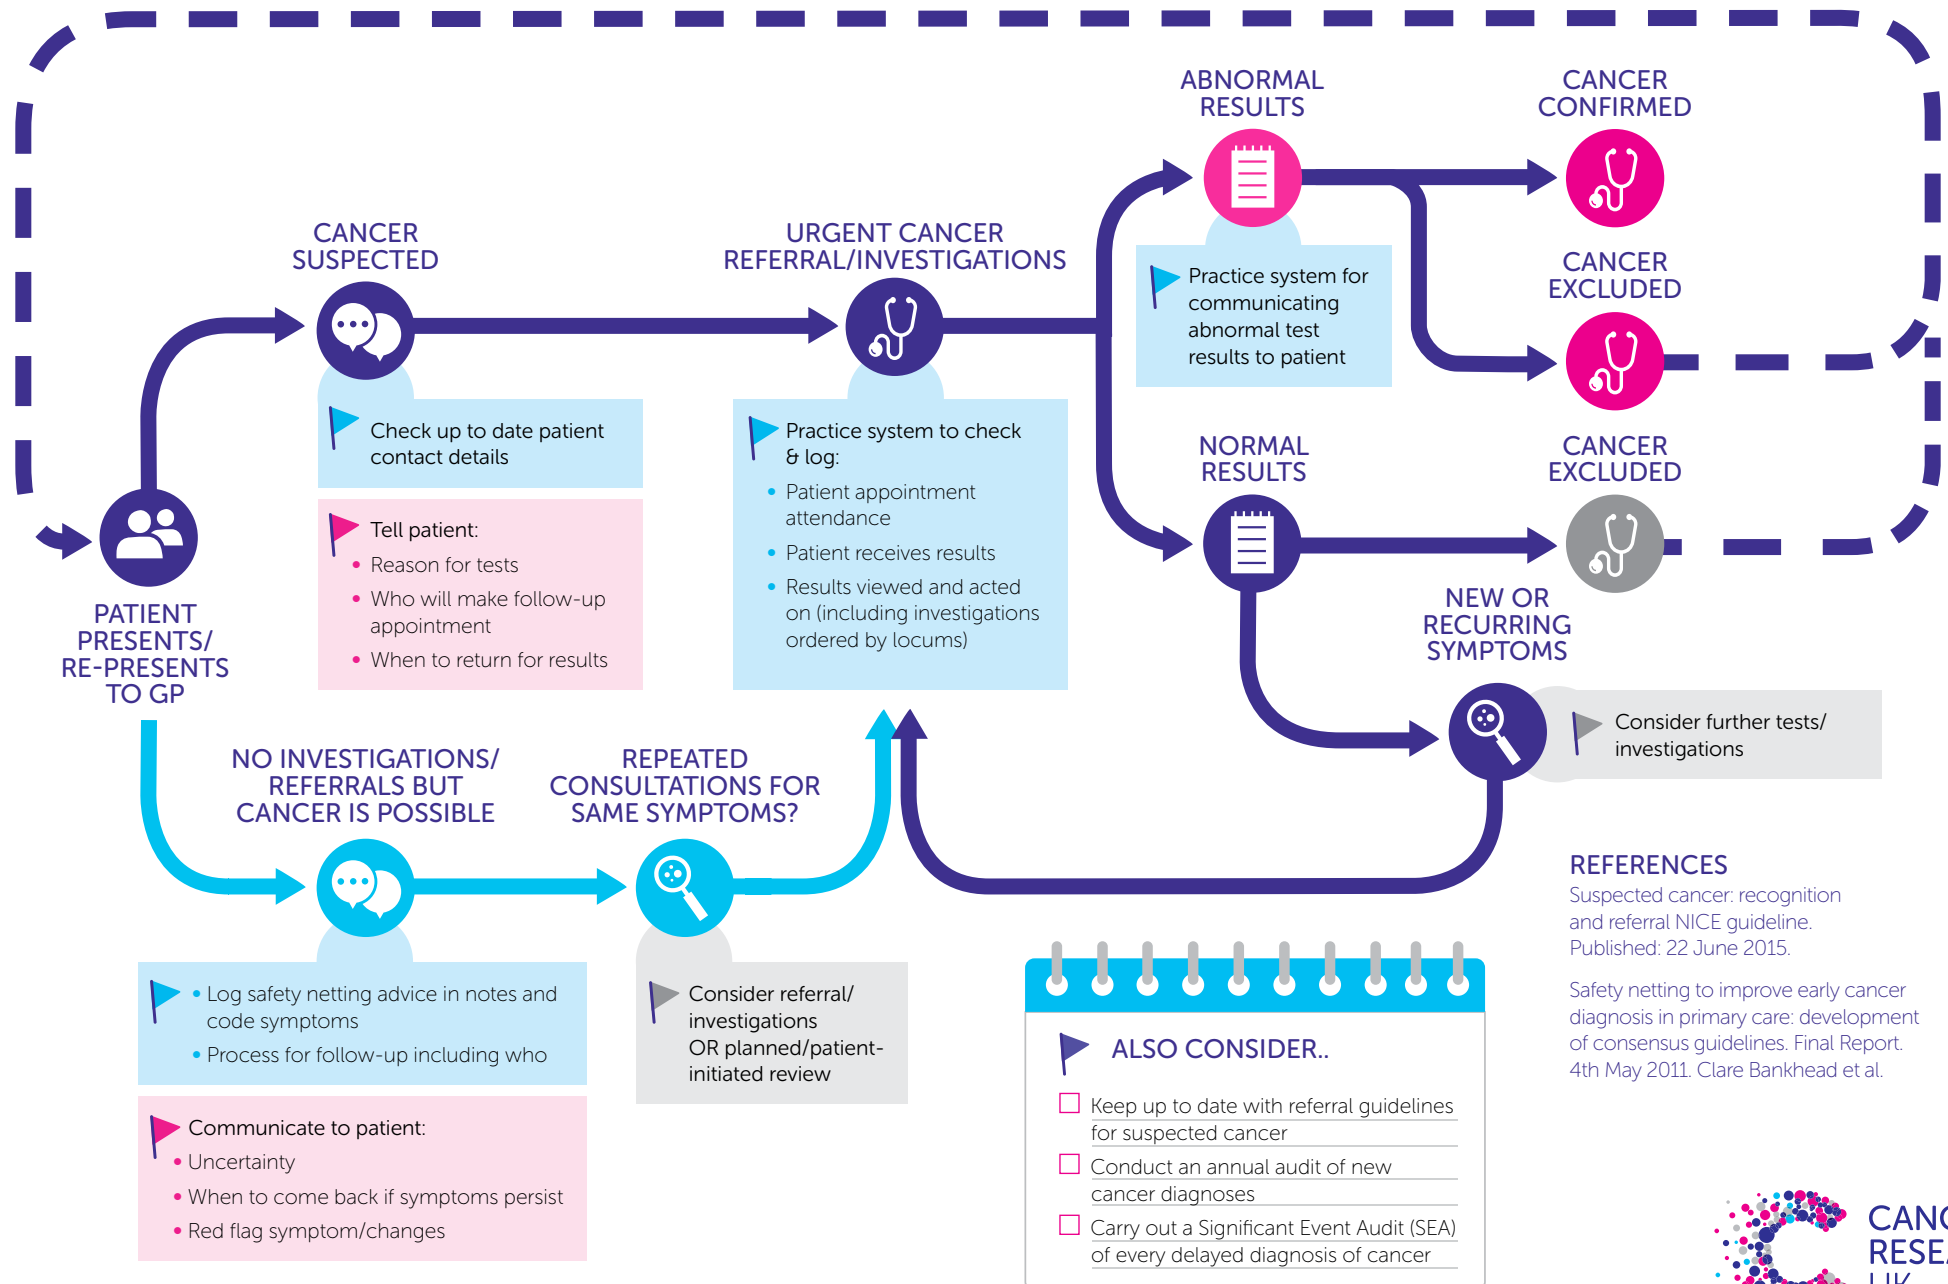 ABNORMAL
RESULTS
CANCER
CONFIRMED
CANCER
SUSPECTED
URGENT CANCER
REFERRAL/INVESTIGATIONS
Practice system for
communicating
abnormal test
results to patient
CANCER
EXCLUDED
Check up to date patient
contact details
Tell patient:
• Reason for tests
• Who will make follow-up
appointment
• When to return for results
Practice system to check
& log:
• Patient appointment
attendance
• Patient receives results
• Results viewed and acted
on (including investigations
ordered by locums)
NORMAL
RESULTS
CANCER
EXCLUDED
PATIENT
PRESENTS/
RE-PRESENTS
TO GP
NEW OR
RECURRING
SYMPTOMS
Consider further tests/
investigations
NO INVESTIGATIONS/
REFERRALS BUT
CANCER IS POSSIBLE
REPEATED
CONSULTATIONS FOR
SAME SYMPTOMS?
• Log safety netting advice in notes and
code symptoms
• Process for follow-up including who
Communicate to patient:
• Uncertainty
• When to come back if symptoms persist
• Red flag symptom/changes
Consider referral/
investigations
OR planned/patient-
initiated review
ALSO CONSIDER..
Keep up to date with referral guidelines
for suspected cancer
Conduct an annual audit of new
cancer diagnoses
Carry out a Significant Event Audit (SEA)
of every delayed diagnosis of cancer
REFERENCES
Suspected cancer: recognition
and referral NICE guideline.
Published: 22 June 2015.
Safety netting to improve early cancer
diagnosis in primary care: development
of consensus guidelines. Final Report.
4th May 2011. Clare Bankhead et al.
UK